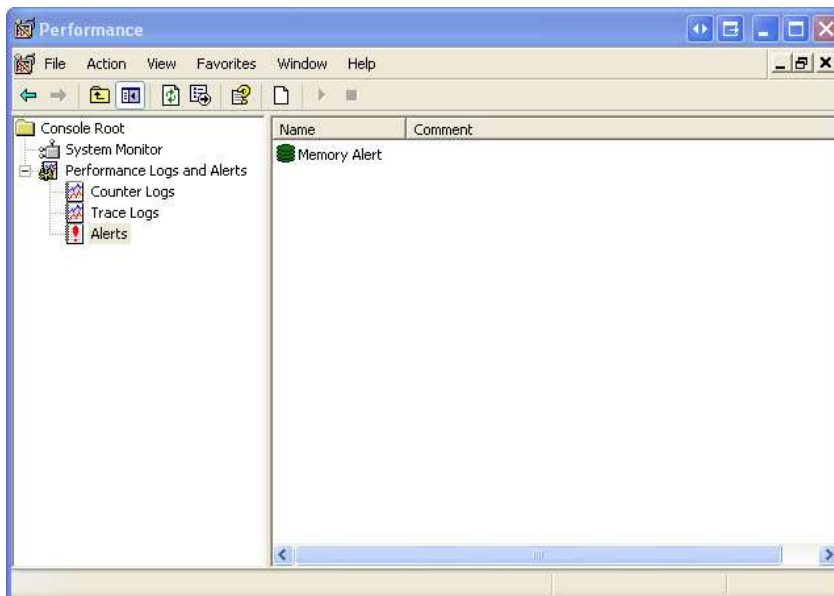 Performance
File Action View Favorites Window Help
Console Root
System Monitor
Performance Logs and Alerts
Counter Logs
Trace Logs
Alerts
Name Comment
Memory Alert